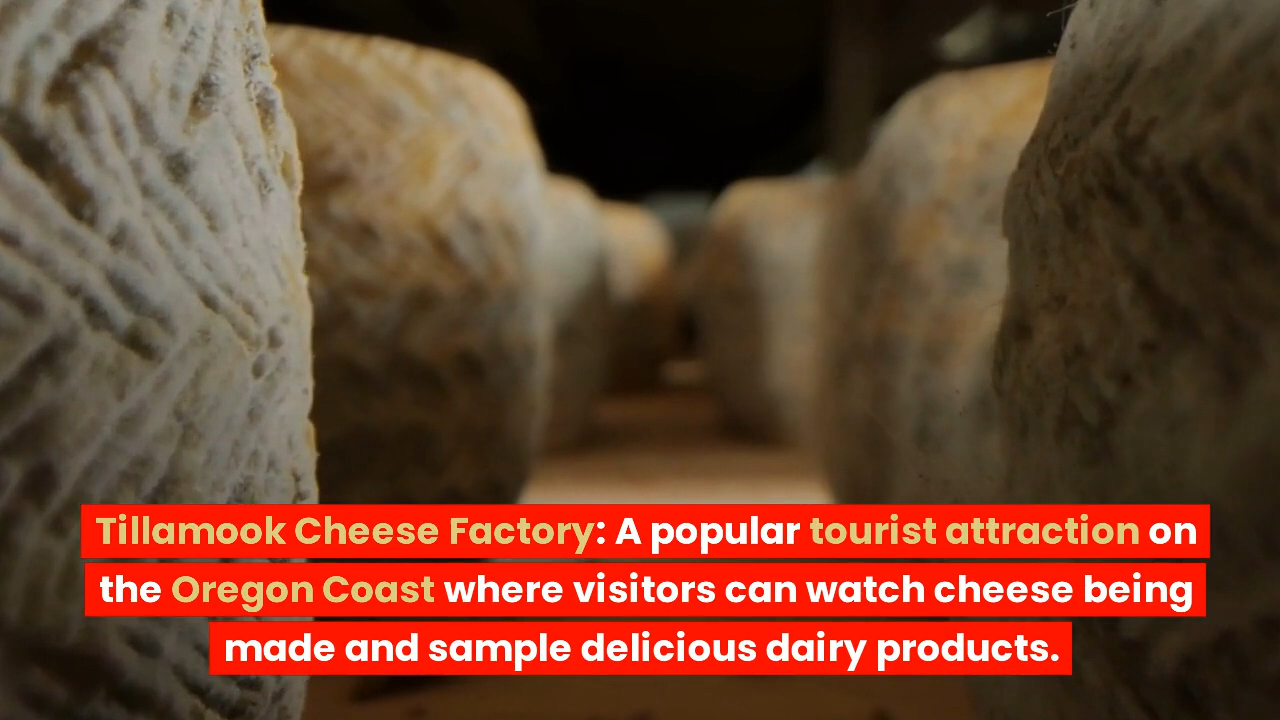 Tillamook Cheese Factory: A popular tourist attraction on
the Oregon Coast where visitors can watch cheese being
made and sample delicious dairy products.